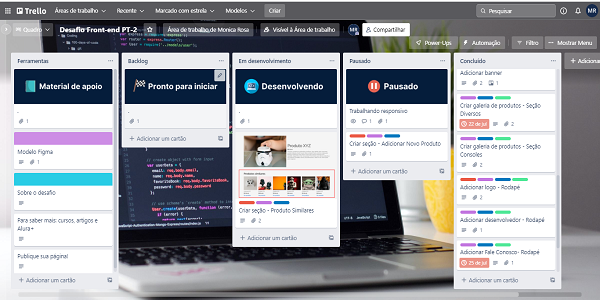 Trello
Áreas de trabalho
Recente
Marcado com estrela
Modelos
Criar
Pesquisar
MR
Quadro
Desafio Front-end PT-2
Área de trabalho de Monica Rosa
Visível à Área de trabalho
MR
Compartilhar
Power-Ups
Automação
Filtro
Mostrar Menu
Ferramentas
Material de apoio
.
1
Modelo Figma
1
Sobre o desafio
Para saber mais: cursos, artigos e
Alura+
Publique sua página!
+ Adicionar um cartão
Backlog
Pronto para iniciar
.
1
+ Adicionar um cartão
Em desenvolvimento
Desenvolvendo
.
1
Produto XYZ
Criar seção - Produto Similares
2
+ Adicionar um cartão
Pausado
Pausado
Trabalhando responsivo
1
1
Criar seção - Adicionar Novo Produto
1
+ Adicionar um cartão
Concluído
Adicionar banner
2
1
Criar galeria de produtos - Seção
Diversos
22 de jul
2
Criar galeria de produtos - Seção
Consoles
2
Adicionar logo - Rodapé
2
Adicionar desenvolvedor - Rodapé
1
Adicionar Fale Conosco- Rodapé
25 de jul
1
+ Adicionar um cartão
+ Adiciona